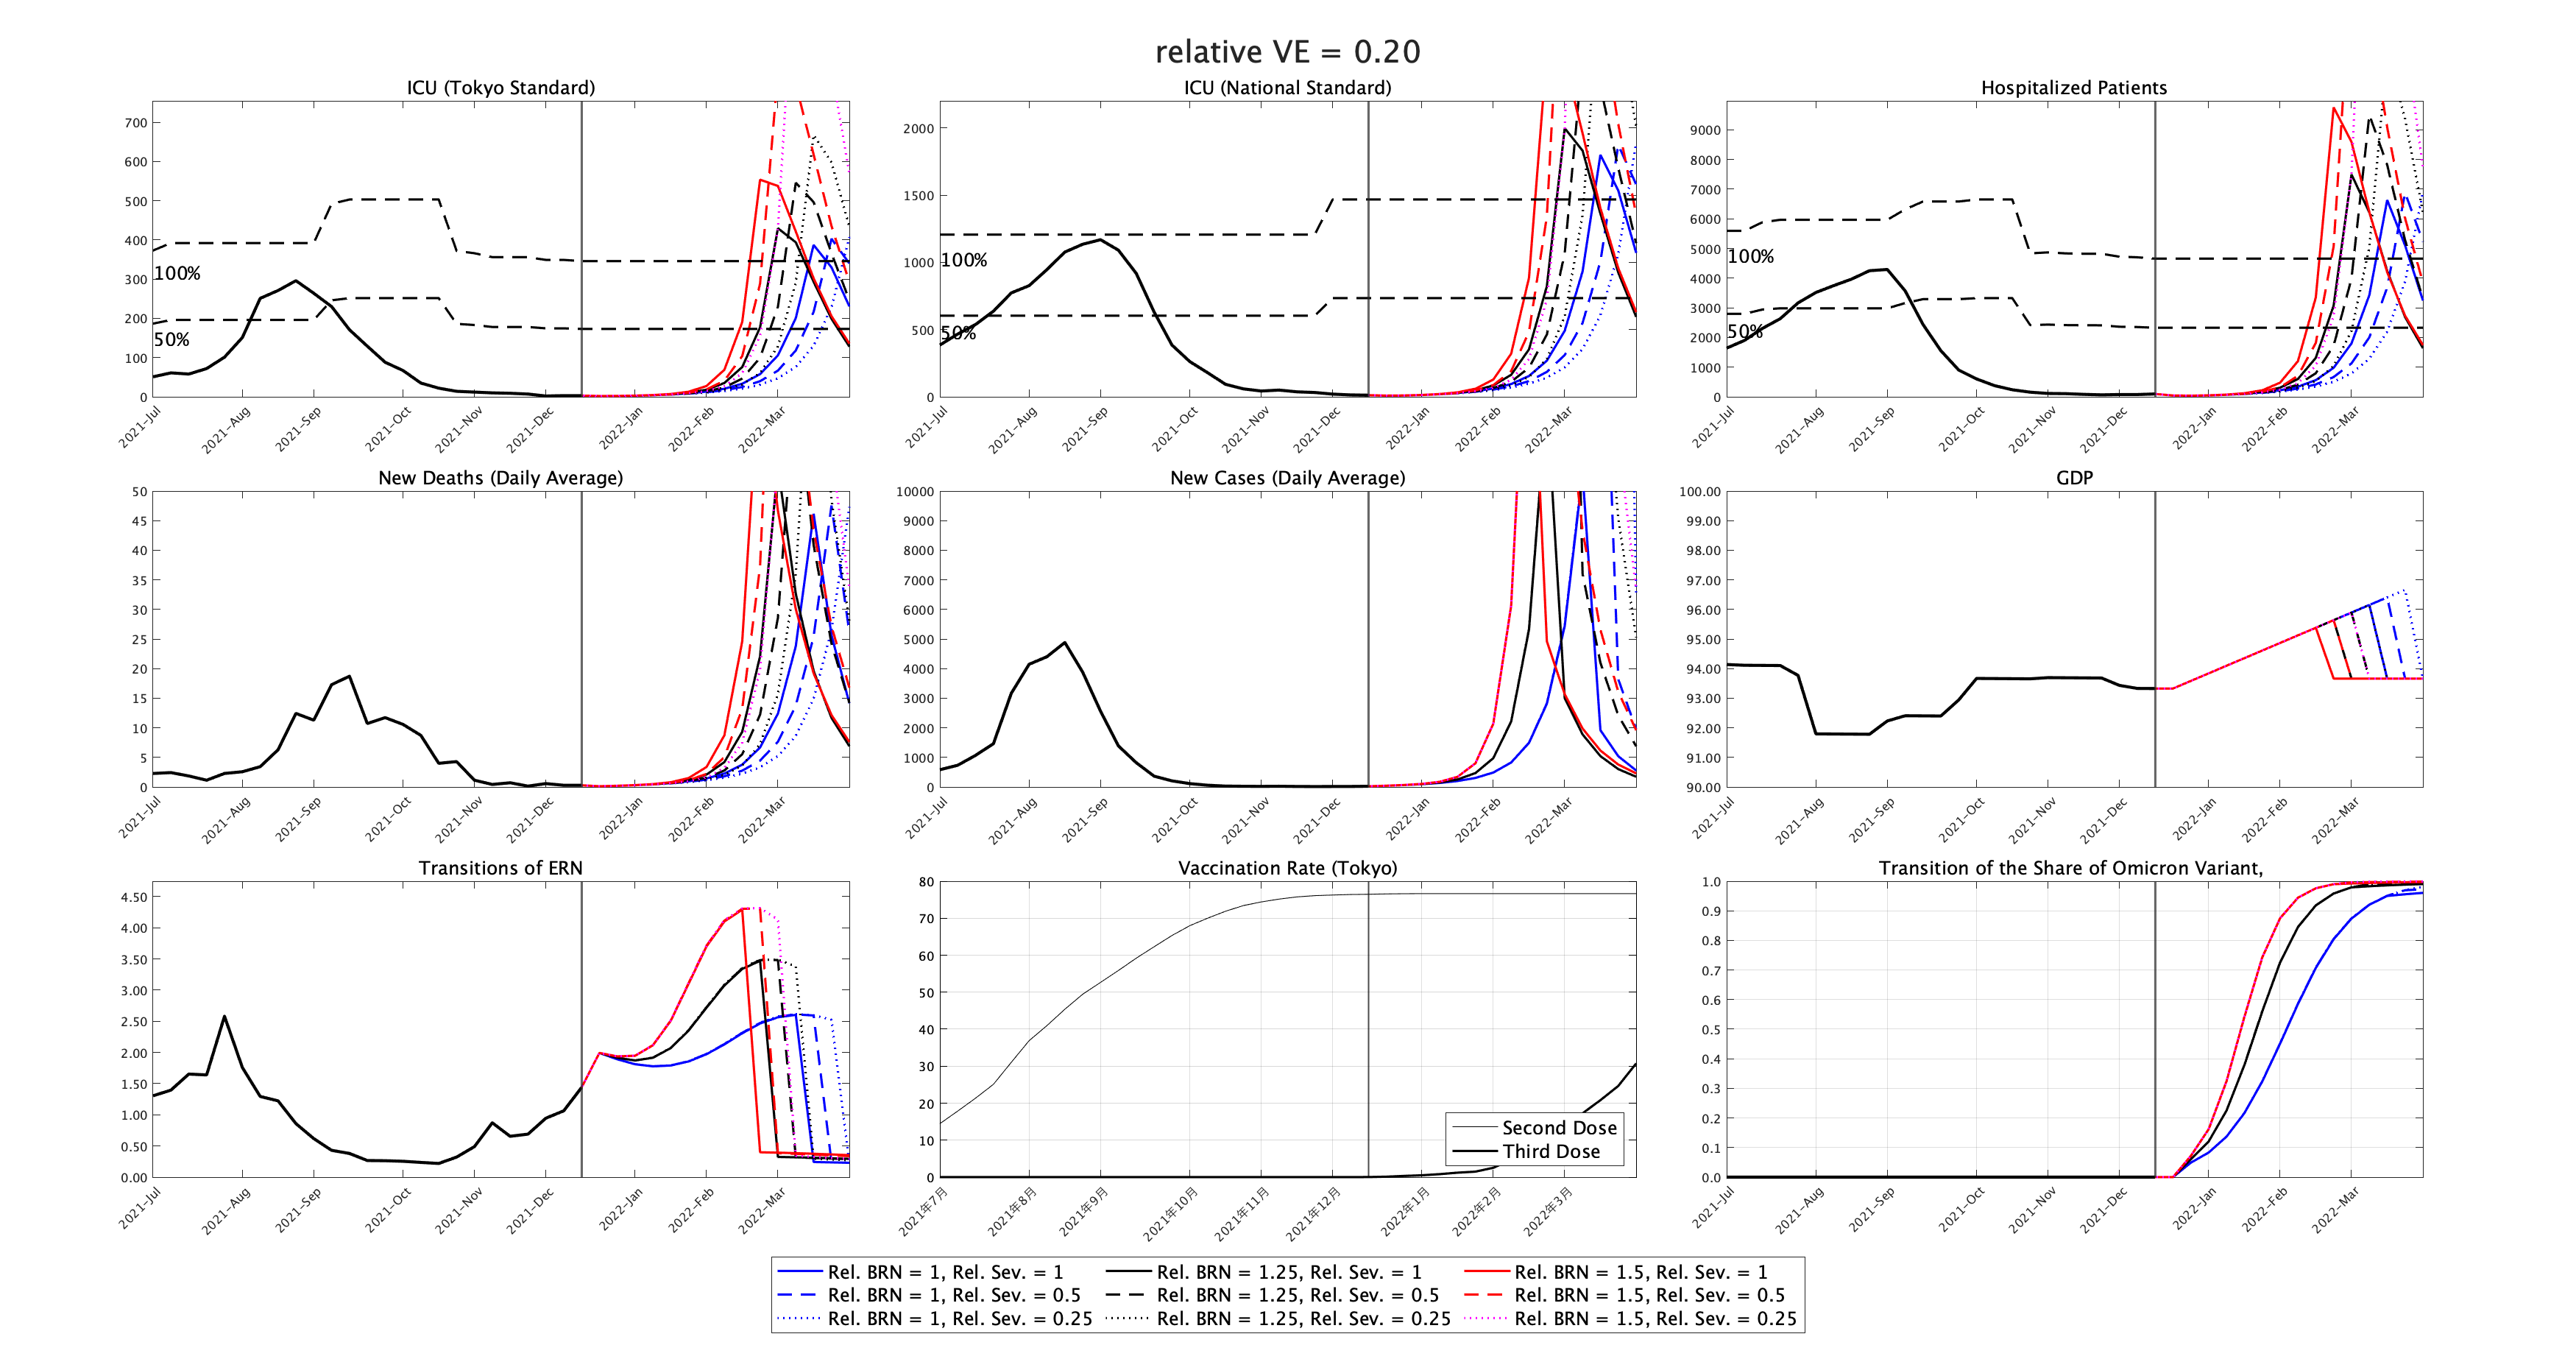 relative VE = 0.20
ICU (Tokyo Standard)
700
600
500
400
300
200
100
0
100%
50%
2021-Jul
2021-Aug
2021-Sep
2021-Oct
2021-Nov
2021-Dec
2022-Jan
2022-Feb
2022-Mar
ICU (National Standard)
2000
1500
1000
500
0
100%
50%
2021-Jul
2021-Aug
2021-Sep
2021-Oct
2021-Nov
2021-Dec
2022-Jan
2022-Feb
2022-Mar
Hospitalized Patients
9000
8000
7000
6000
5000
4000
3000
2000
1000
0
100%
50%
2021-Jul
2021-Aug
2021-Sep
2021-Oct
2021-Nov
2021-Dec
2022-Jan
2022-Feb
2022-Mar
New Deaths (Daily Average)
50
45
40
35
30
25
20
15
10
5
0
2021-Jul
2021-Aug
2021-Sep
2021-Oct
2021-Nov
2021-Dec
2022-Jan
2022-Feb
2022-Mar
New Cases (Daily Average)
10000
9000
8000
7000
6000
5000
4000
3000
2000
1000
0
2021-Jul
2021-Aug
2021-Sep
2021-Oct
2021-Nov
2021-Dec
2022-Jan
2022-Feb
2022-Mar
GDP
100.00
99.00
98.00
97.00
96.00
95.00
94.00
93.00
92.00
91.00
90.00
2021-Jul
2021-Aug
2021-Sep
2021-Oct
2021-Nov
2021-Dec
2022-Jan
2022-Feb
2022-Mar
Transitions of ERN
4.50
4.00
3.50
3.00
2.50
2.00
1.50
1.00
0.50
0.00
2021-Jul
2021-Aug
2021-Sep
2021-Oct
2021-Nov
2021-Dec
2022-Jan
2022-Feb
2022-Mar
Vaccination Rate (Tokyo)
80
70
60
50
40
30
20
10
0
Second Dose
Third Dose
2021年7月
2021年8月
2021年9月
2021年10月
2021年11月
2021年12月
2022年1月
2022年2月
2022年3月
Transition of the Share of Omicron Variant,
1.0
0.9
0.8
0.7
0.6
0.5
0.4
0.3
0.2
0.1
0.0
2021-Jul
2021-Aug
2021-Sep
2021-Oct
2021-Nov
2021-Dec
2022-Jan
2022-Feb
2022-Mar
Rel. BRN = 1, Rel. Sev. = 1
Rel. BRN = 1.25, Rel. Sev. = 1
Rel. BRN = 1.5, Rel. Sev. = 1
Rel. BRN = 1, Rel. Sev. = 0.5
Rel. BRN = 1.25, Rel. Sev. = 0.5
Rel. BRN = 1.5, Rel. Sev. = 0.5
Rel. BRN = 1, Rel. Sev. = 0.25
Rel. BRN = 1.25, Rel. Sev. = 0.25
Rel. BRN = 1.5, Rel. Sev. = 0.25